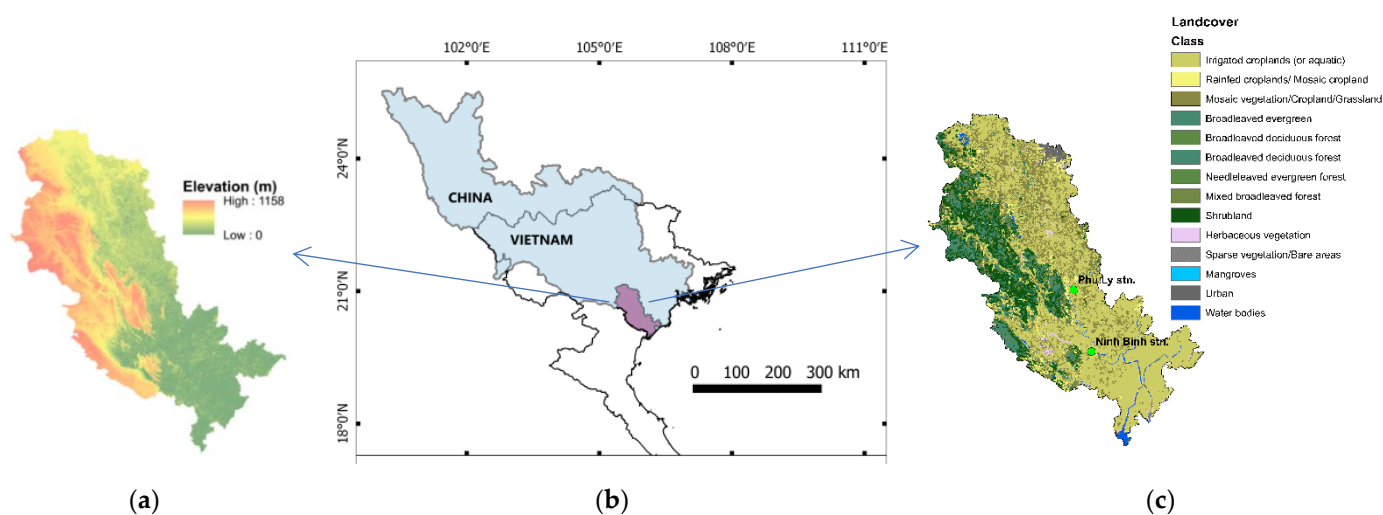 Elevation (m)
High : 1158
Low : 0
(a)
102°0'E
105°0'E
108°0'E
111°0'E
24°0'N
21°0'N
18°0'N
CHINA
VIETNAM
0 100 200 300 km
(b)
Landcover
Class
Irrigated croplands (or aquatic)
Rainfed croplands/ Mosaic cropland
Mosaic vegetation/Cropland/Grassland
Broadleaved evergreen
Broadleaved deciduous forest
Broadleaved deciduous forest
Needleleaved evergreen forest
Mixed broadleaved forest
Shrubland
Herbaceous vegetation
Sparse vegetation/Bare areas
Mangroves
Urban
Water bodies
Phu Ly stn.
Ninh Binh stn.
(c)